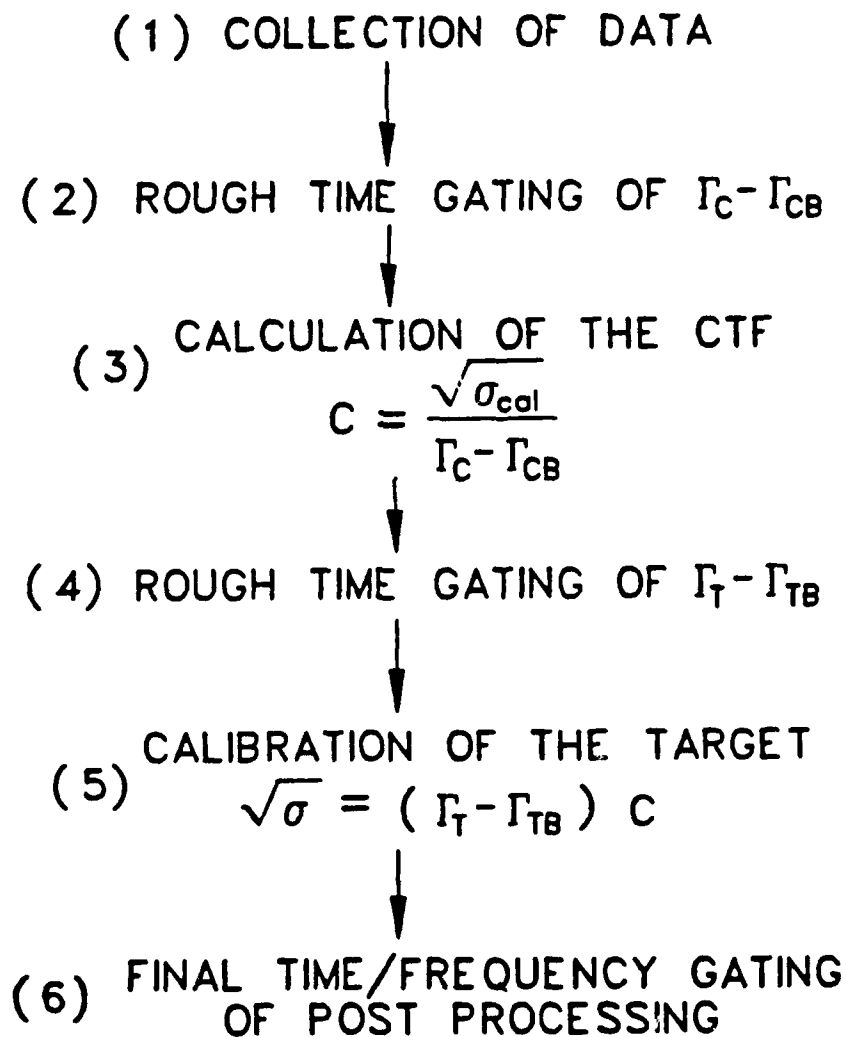 (1) COLLECTION OF DATA
(2) ROUGH TIME GATING OF Γ_C - Γ_CB
(3) CALCULATION OF THE CTF
C = √σ_cal / (Γ_C - Γ_CB)
(4) ROUGH TIME GATING OF Γ_T - Γ_TB
(5) CALIBRATION OF THE TARGET
√σ = ( Γ_T - Γ_TB ) C
(6) FINAL TIME/FREQUENCY GATING
OF POST PROCESSING